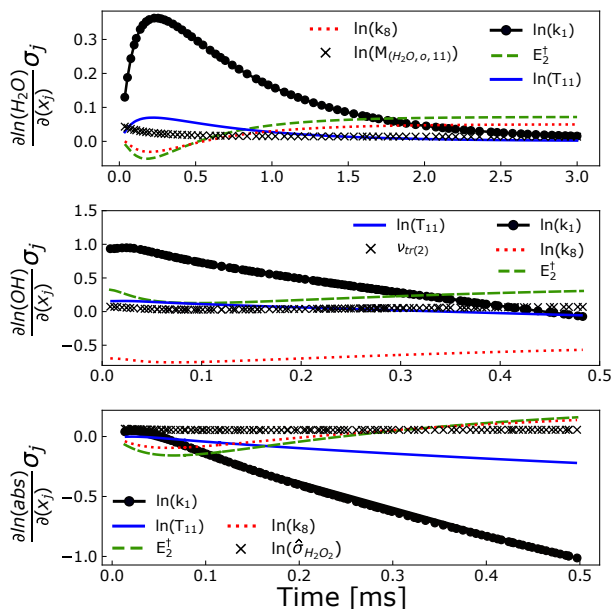 ∂ln(H₂O)/∂(xⱼ) σⱼ
0.3
0.2
0.1
0.0
ln(k₈)
ln(M₍H₂O,o,11₎)
ln(k₁)
E₂†
ln(T₁₁)
0.0 0.5 1.0 1.5 2.0 2.5 3.0
∂ln(OH)/∂(xⱼ) σⱼ
1.5
1.0
0.5
0.0
−0.5
ln(T₁₁)
ν_tr(2)
ln(k₁)
ln(k₈)
E₂†
0.0 0.1 0.2 0.3 0.4 0.5
∂ln(abs)/∂(xⱼ) σⱼ
0.0
−0.5
−1.0
ln(k₁)
ln(T₁₁)
E₂†
ln(k₈)
ln(σ̂_H₂O₂)
0.0 0.1 0.2 0.3 0.4 0.5
Time [ms]